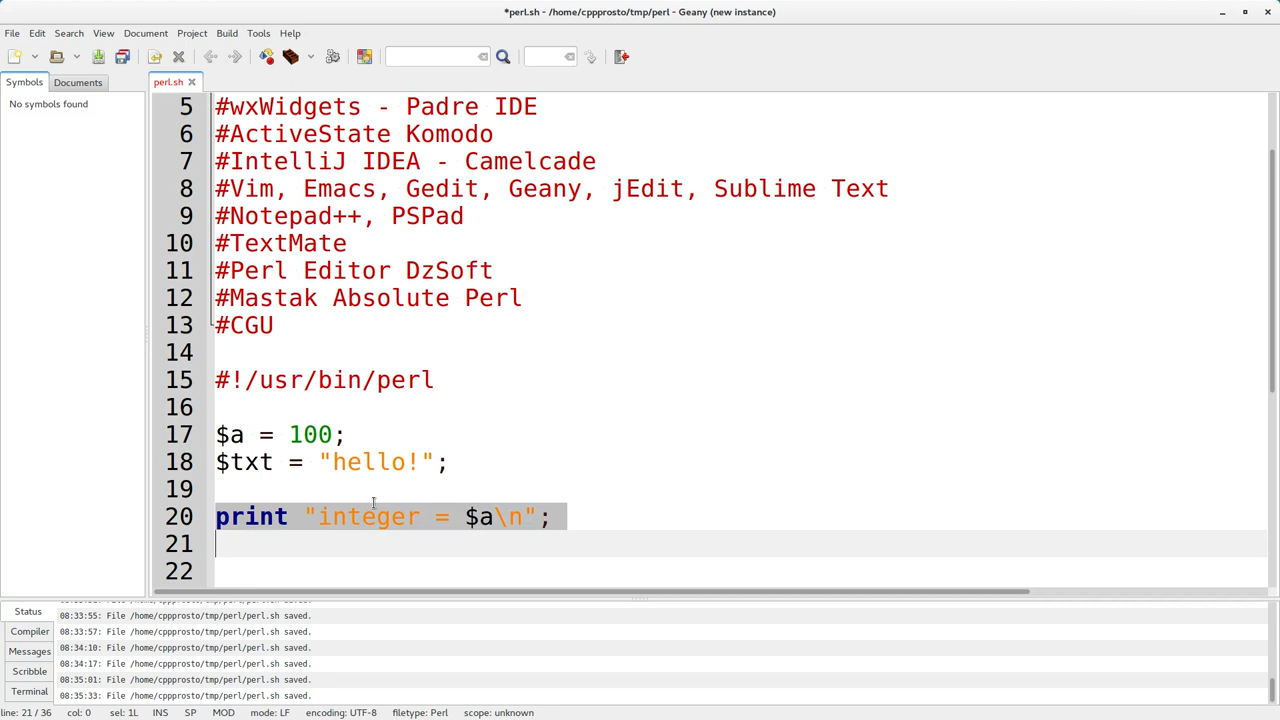 *perl.sh - /home/cppprosto/tmp/perl - Geany (new instance)
File Edit Search View Document Project Build Tools Help
Symbols Documents
perl.sh
No symbols found
5 #wxWidgets - Padre IDE
6 #ActiveState Komodo
7 #IntelliJ IDEA - Camelcade
8 #Vim, Emacs, Gedit, Geany, jEdit, Sublime Text
9 #Notepad++, PSPad
10 #TextMate
11 #Perl Editor DzSoft
12 #Mastak Absolute Perl
13 #CGU
14
15 #!/usr/bin/perl
16
17 $a = 100;
18 $txt = "hello!";
19
20 print "integer = $a\n";
21
22
Status
Compiler
Messages
Scribble
Terminal
08:33:55: File /home/cppprosto/tmp/perl/perl.sh saved.
08:33:57: File /home/cppprosto/tmp/perl/perl.sh saved.
08:34:10: File /home/cppprosto/tmp/perl/perl.sh saved.
08:34:17: File /home/cppprosto/tmp/perl/perl.sh saved.
08:35:01: File /home/cppprosto/tmp/perl/perl.sh saved.
08:35:33: File /home/cppprosto/tmp/perl/perl.sh saved.
line: 21 / 36 col: 0 sel: 1L INS SP MOD mode: LF encoding: UTF-8 filetype: Perl scope: unknown